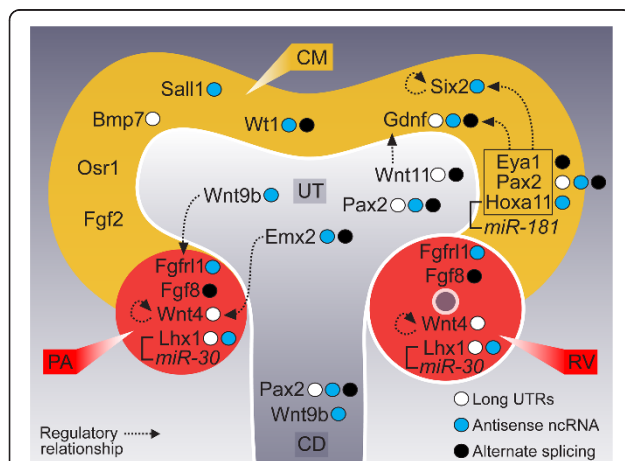 CM
Sall1
Six2
Bmp7
Wt1
Gdnf
Osr1
Eya1
Wnt11
Pax2
UT
Wnt9b
Pax2
Hoxa11
Fgf2
miR-181
Emx2
Fgfrl1
Fgfrl1
Fgf8
Fgf8
Wnt4
Wnt4
Lhx1
Lhx1
PA
miR-30
miR-30
RV
Pax2
Long UTRs
Wnt9b
Antisense ncRNA
Regulatory
relationship
CD
Alternate splicing